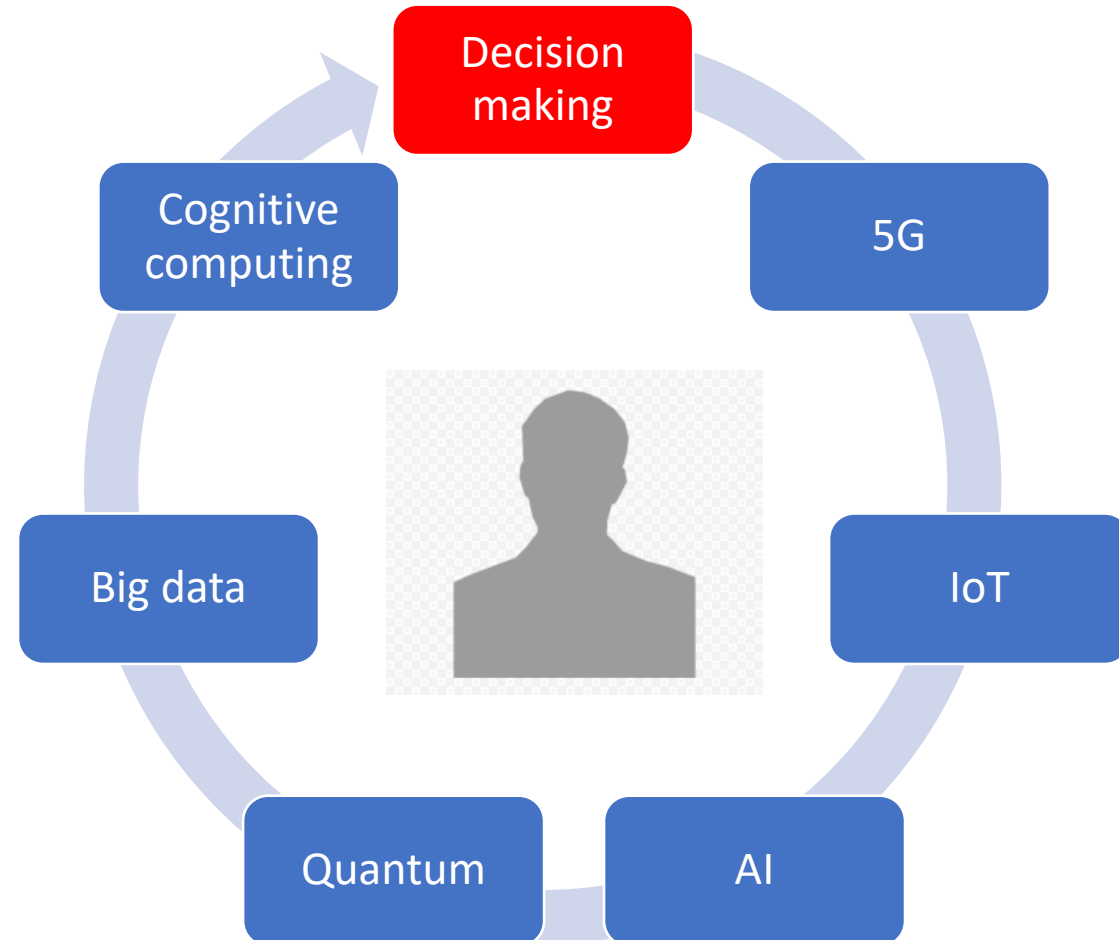 Decision
making
5G
IoT
AI
Quantum
Big data
Cognitive
computing